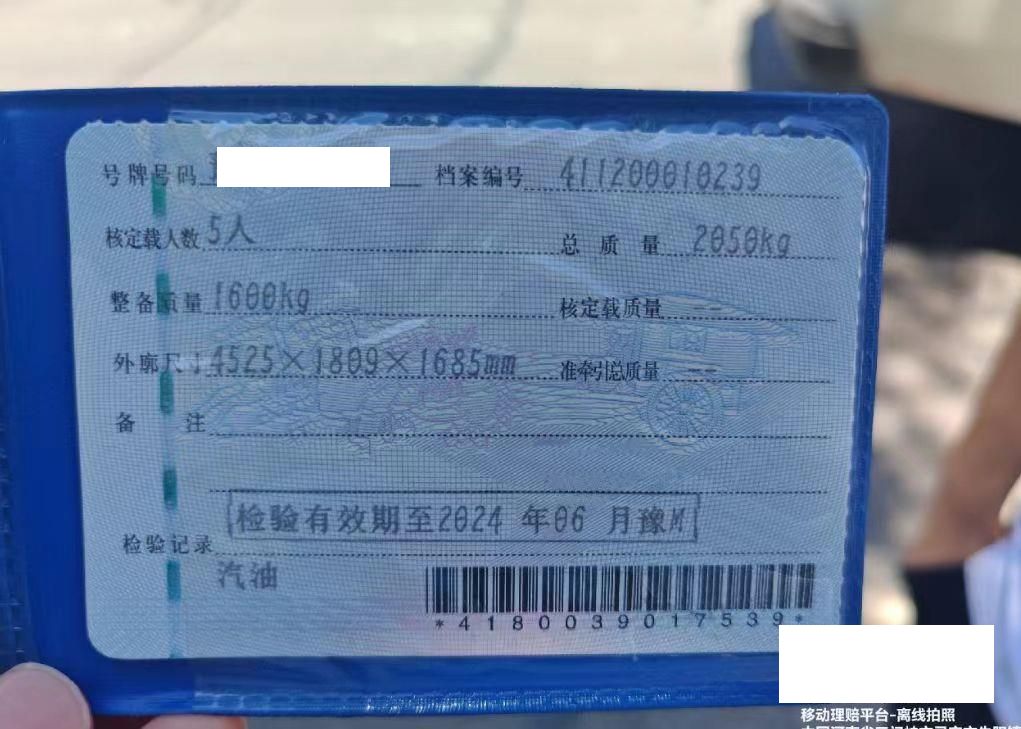 号牌号码 档案编号 411200010239
核定载人数 5人 总质量 2050kg
整备质量 1600kg 核定载质量 --
外廓尺寸 4525×1809×1685mm 准牵引总质量 --
备注
检验有效期至2024 年06 月豫M
检验记录
汽油
*4180039017539*
移动理赔平台-离线拍照